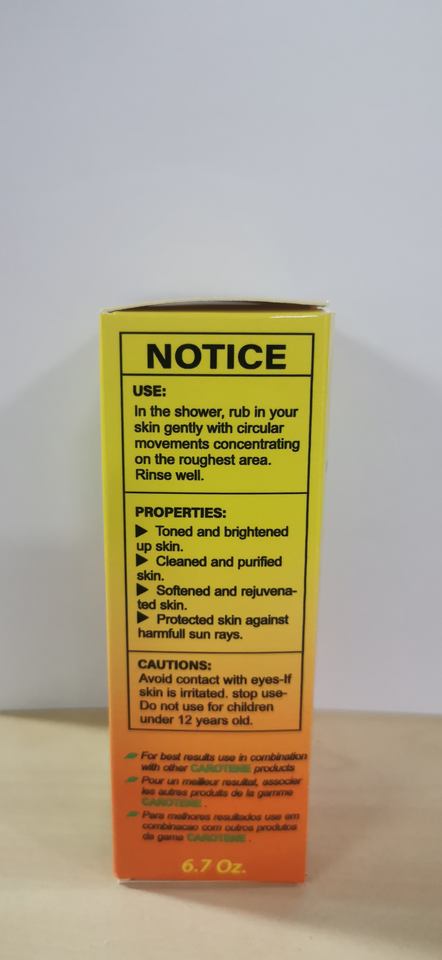 NOTICE
USE:
In the shower, rub in your
skin gently with circular
movements concentrating
on the roughest area.
Rinse well.
PROPERTIES:
▶ Toned and brightened
up skin.
▶ Cleaned and purified
skin.
▶ Softened and rejuvena-
ted skin.
▶ Protected skin against
harmfull sun rays.
CAUTIONS:
Avoid contact with eyes-If
skin is irritated. stop use-
Do not use for children
under 12 years old.
For best results use in combination
with other CAROTENE products
Pour un meilleur resultat, associer
les autres produits de la gamme
CAROTENE .
Para melhores resultados use em
combinacao com outros produtos
da gama CAROTENE .
6.7 Oz.